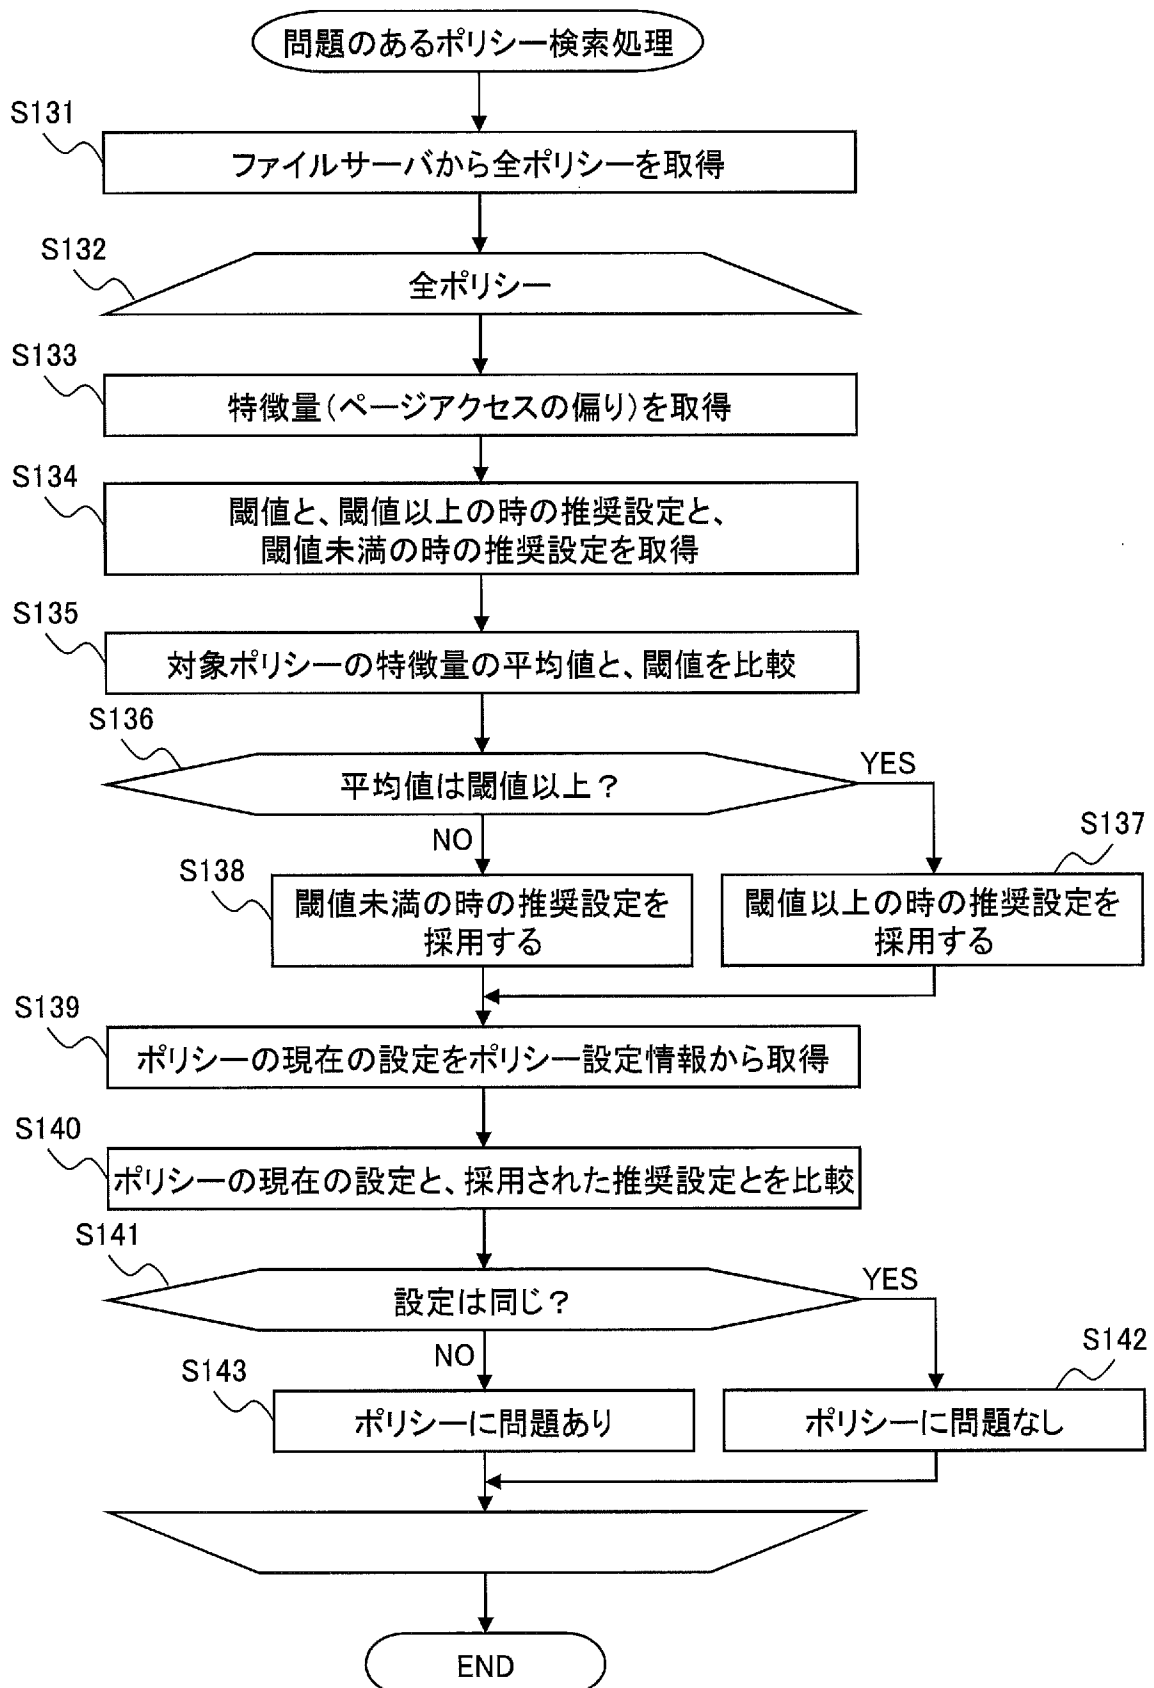 問題のあるポリシー検索処理
S131
ファイルサーバから全ポリシーを取得
S132
全ポリシー
S133
特徴量(ページアクセスの偏り)を取得
S134
閾値と、閾値以上の時の推奨設定と、
閾値未満の時の推奨設定を取得
S135
対象ポリシーの特徴量の平均値と、閾値を比較
S136
平均値は閾値以上?
YES
NO
S137
閾値以上の時の推奨設定を
採用する
S138
閾値未満の時の推奨設定を
採用する
S139
ポリシーの現在の設定をポリシー設定情報から取得
S140
ポリシーの現在の設定と、採用された推奨設定とを比較
S141
設定は同じ?
YES
NO
S142
ポリシーに問題なし
S143
ポリシーに問題あり
END